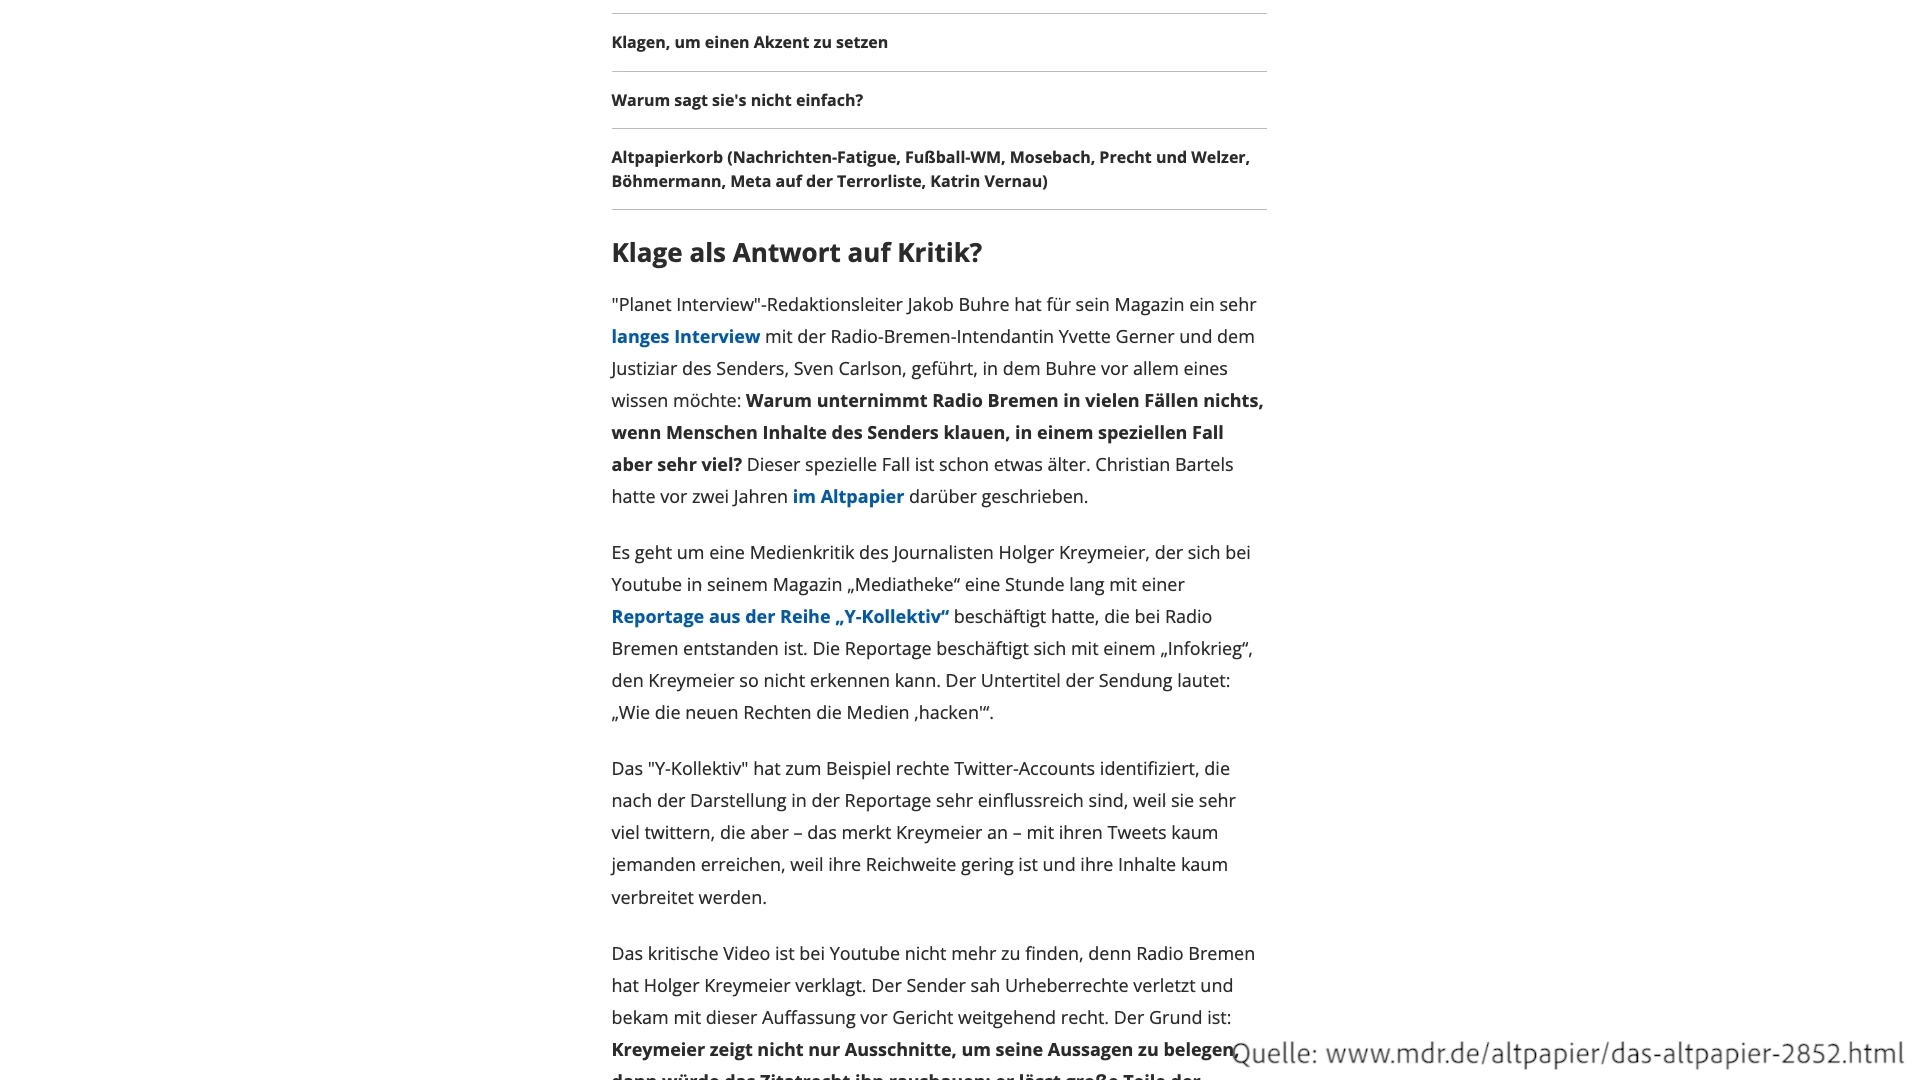 Klagen, um einen Akzent zu setzen
Warum sagt sie's nicht einfach?
Altpapierkorb (Nachrichten-Fatigue, Fußball-WM, Mosebach, Precht und Welzer,
Böhmermann, Meta auf der Terrorliste, Katrin Vernau)
Klage als Antwort auf Kritik?
"Planet Interview"-Redaktionsleiter Jakob Buhre hat für sein Magazin ein sehr
langes Interview mit der Radio-Bremen-Intendantin Yvette Gerner und dem
Justiziar des Senders, Sven Carlson, geführt, in dem Buhre vor allem eines
wissen möchte: Warum unternimmt Radio Bremen in vielen Fällen nichts,
wenn Menschen Inhalte des Senders klauen, in einem speziellen Fall
aber sehr viel? Dieser spezielle Fall ist schon etwas älter. Christian Bartels
hatte vor zwei Jahren im Altpapier darüber geschrieben.
Es geht um eine Medienkritik des Journalisten Holger Kreymeier, der sich bei
Youtube in seinem Magazin „Mediatheke“ eine Stunde lang mit einer
Reportage aus der Reihe „Y-Kollektiv“ beschäftigt hatte, die bei Radio
Bremen entstanden ist. Die Reportage beschäftigt sich mit einem „Infokrieg“,
den Kreymeier so nicht erkennen kann. Der Untertitel der Sendung lautet:
„Wie die neuen Rechten die Medien ‚hacken'“.
Das "Y-Kollektiv" hat zum Beispiel rechte Twitter-Accounts identifiziert, die
nach der Darstellung in der Reportage sehr einflussreich sind, weil sie sehr
viel twittern, die aber – das merkt Kreymeier an – mit ihren Tweets kaum
jemanden erreichen, weil ihre Reichweite gering ist und ihre Inhalte kaum
verbreitet werden.
Das kritische Video ist bei Youtube nicht mehr zu finden, denn Radio Bremen
hat Holger Kreymeier verklagt. Der Sender sah Urheberrechte verletzt und
bekam mit dieser Auffassung vor Gericht weitgehend recht. Der Grund ist:
Kreymeier zeigt nicht nur Ausschnitte, um seine Aussagen zu belegen,
dann würde das Zitatrecht ihn raushauen; er lässt große Teile der
Quelle: www.mdr.de/altpapier/das-altpapier-2852.html